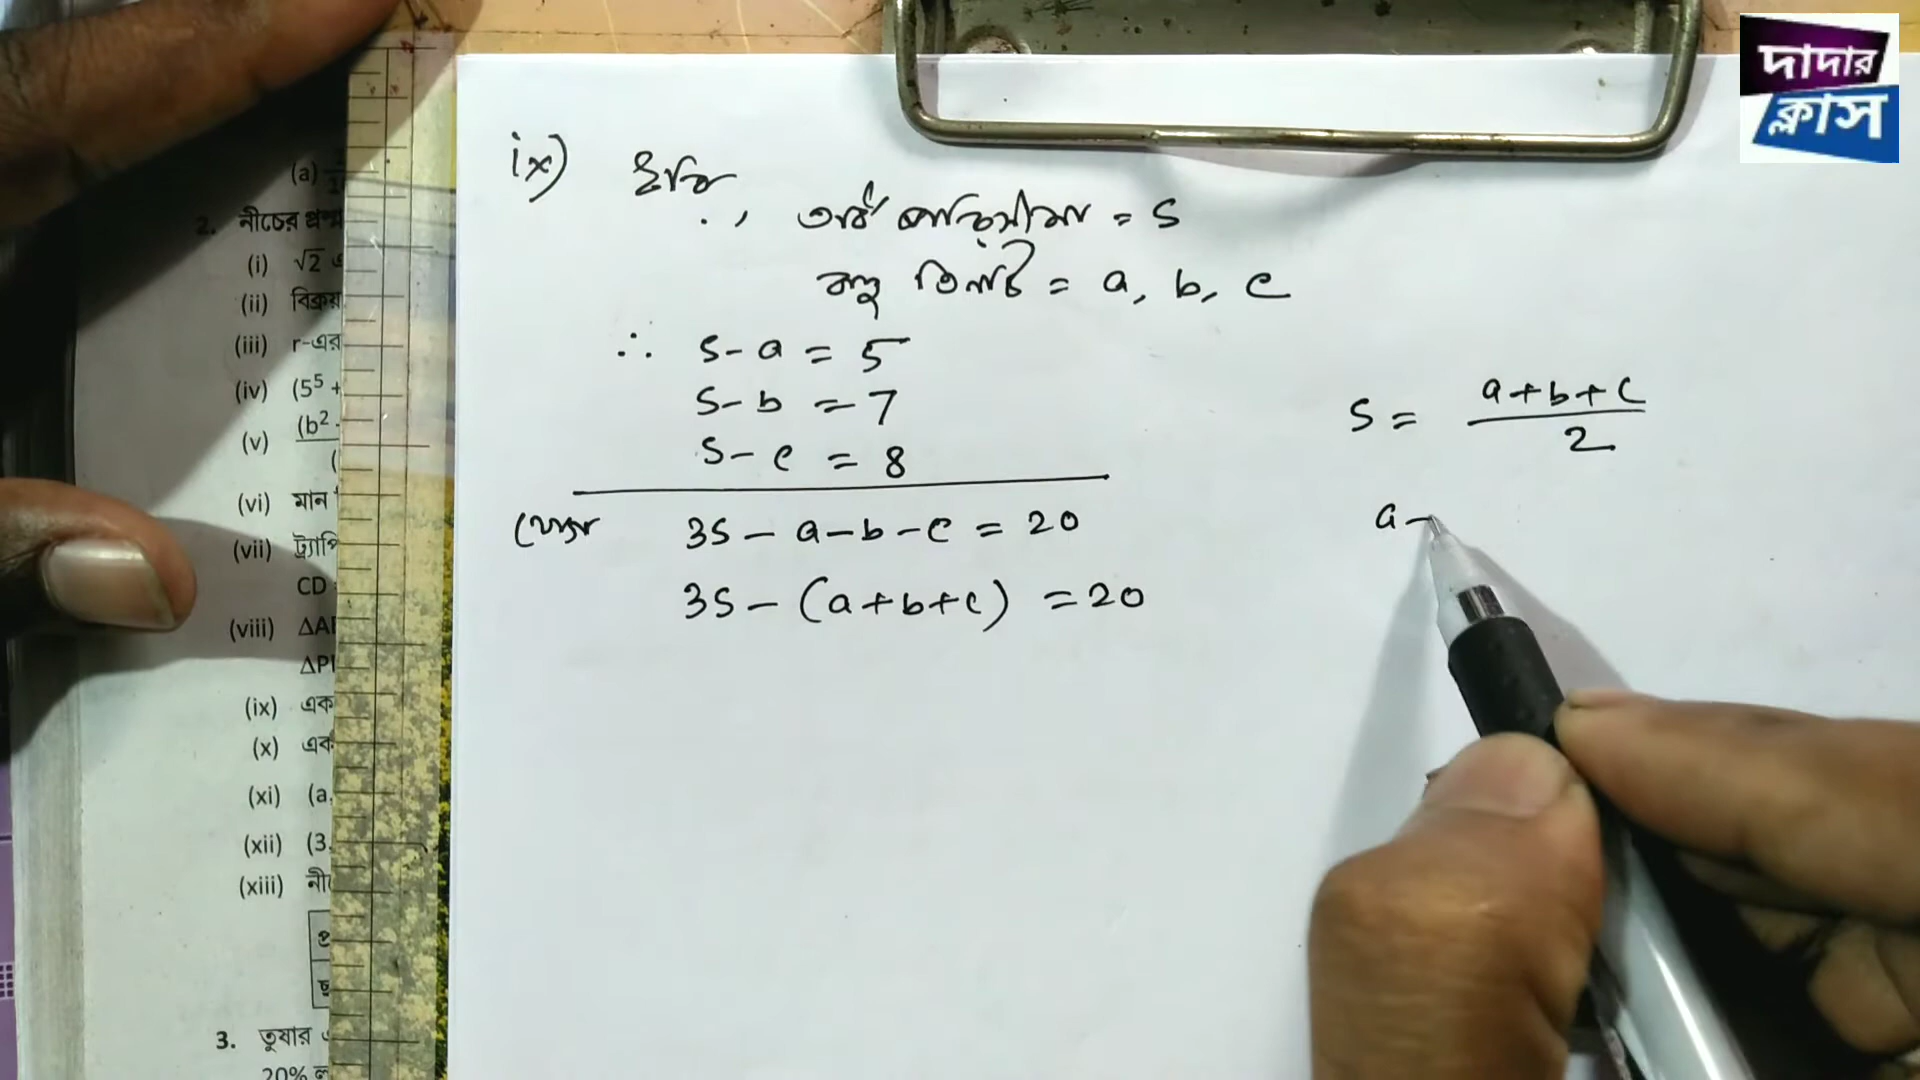 দাদার
ক্লাস
ix) ধরি,
অর্ধ পরিসীমা = s
বাহু তিনটি = a, b, c
∴ s - a = 5
s - b = 7
s - c = 8
যোগ 3s - a - b - c = 20
3s - (a + b + c) = 20
s = a + b + c / 2
a -
(a)
2. নীচের প্রশ্ন
(i) √2
(ii) বিক্রয়
(iii) r-এর
(iv) (5⁵ +
(v) (b²
(vi) মান
(vii) ট্র্যাপি
CD
(viii) ΔA
ΔP
(ix) এক
(x) এক
(xi) (a
(xii) (3.
(xiii) নী
3. তুষার
20%